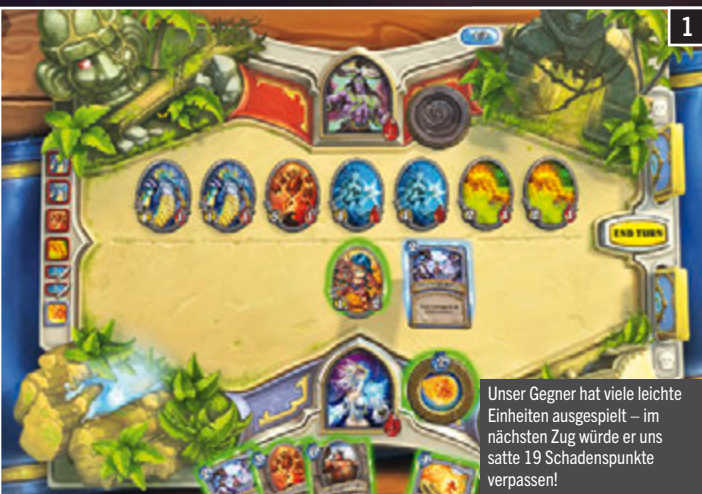 1
END TURN
Unser Gegner hat viele leichte
Einheiten ausgespielt – im
nächsten Zug würde er uns
satte 19 Schadenspunkte
verpassen!